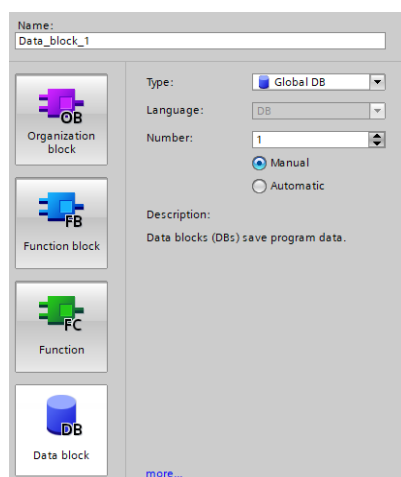 Name:
Data_block_1
OB
Organization
block
FB
Function block
FC
Function
DB
Data block
Type:
Global DB
Language:
DB
Number:
1
Manual
Automatic
Description:
Data blocks (DBs) save program data.
more...